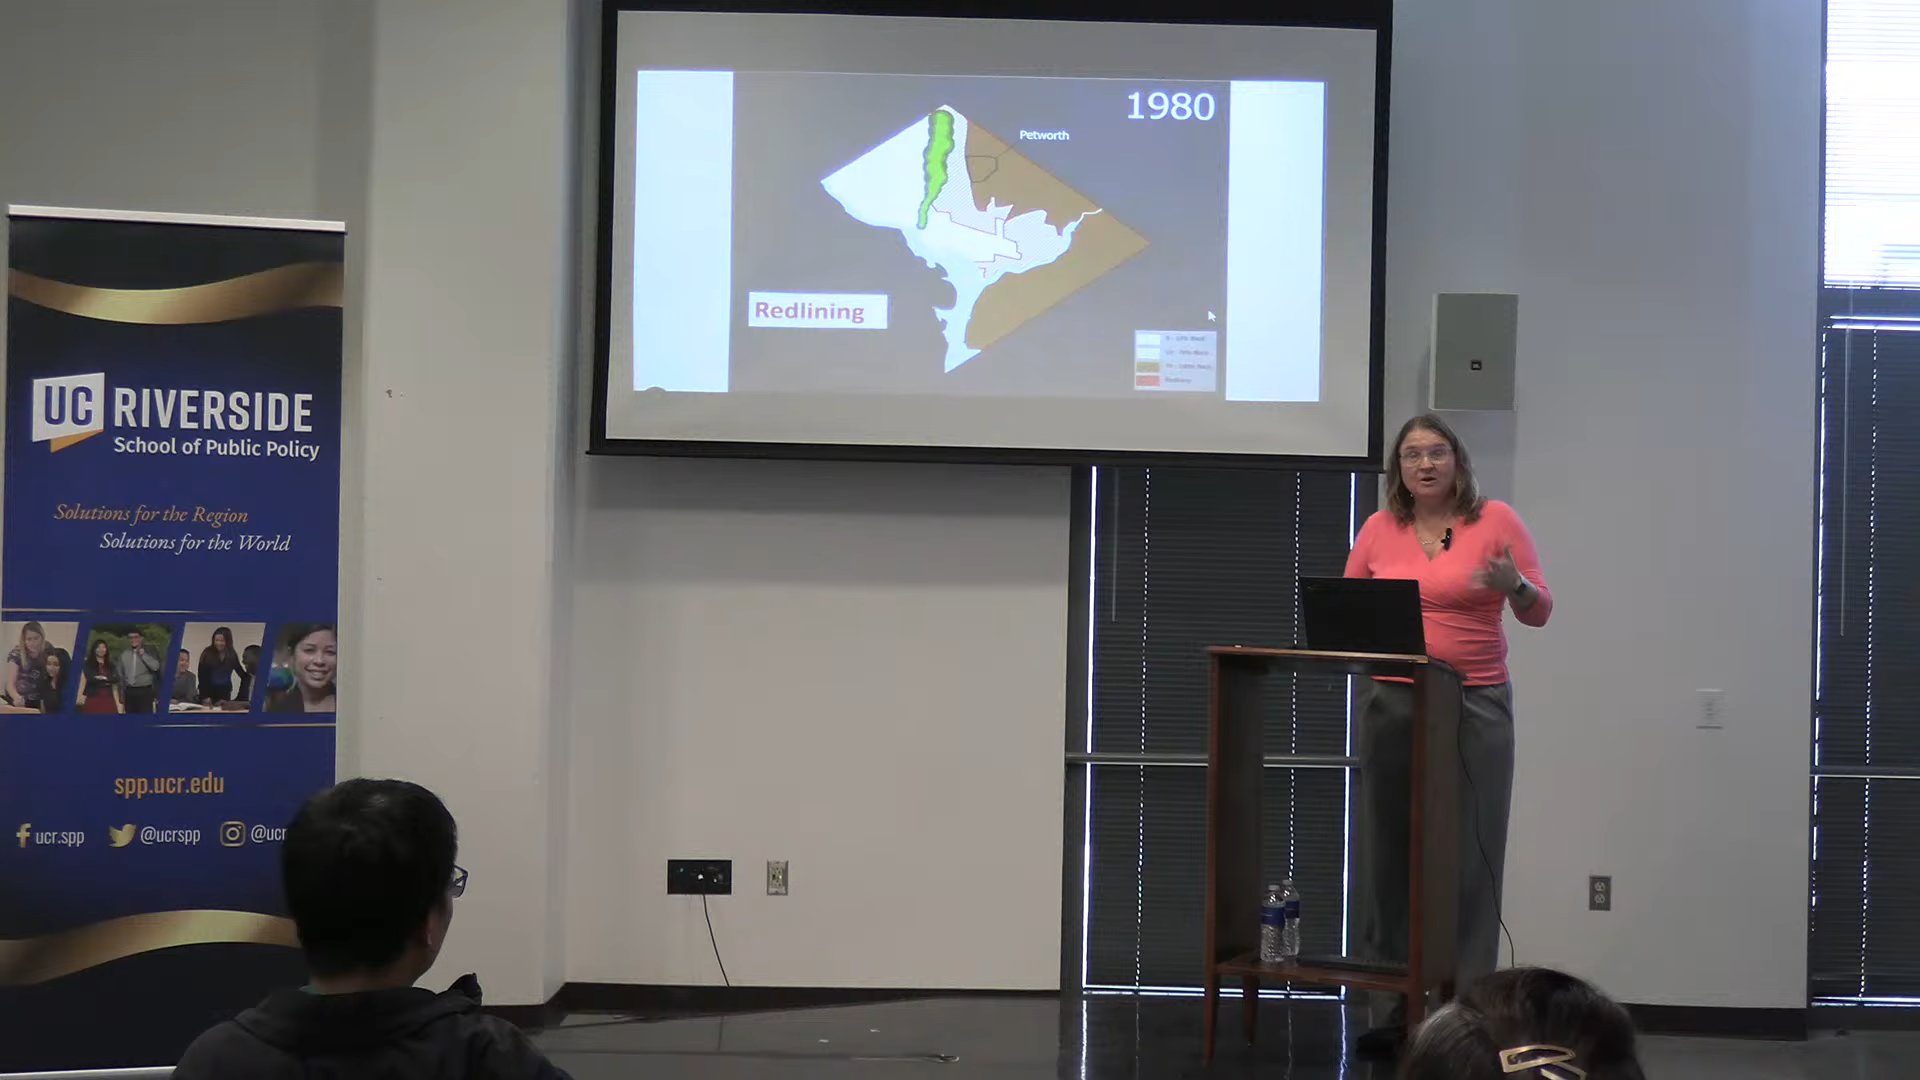 1980
Petworth
Redlining
UC RIVERSIDE
School of Public Policy
Solutions for the Region
Solutions for the World
spp.ucr.edu
ucr.spp
@ucrspp
@ucr